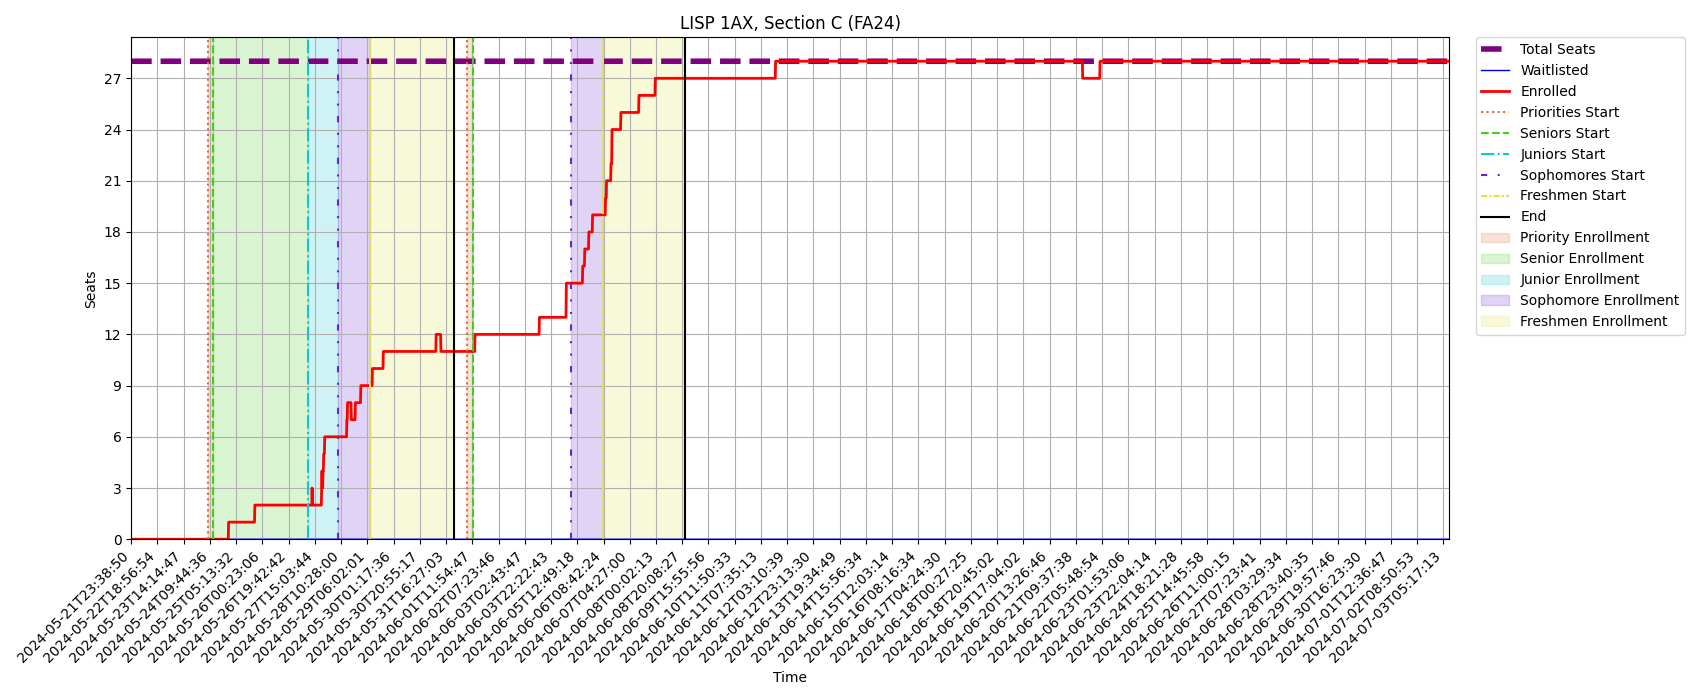 LISP 1AX, Section C (FA24)
Total Seats
Waitlisted
Enrolled
Priorities Start
Seniors Start
Juniors Start
Sophomores Start
Freshmen Start
End
Priority Enrollment
Senior Enrollment
Junior Enrollment
Sophomore Enrollment
Freshmen Enrollment
Seats
27
24
21
18
15
12
9
6
3
0
2024-05-21T23:38:50
2024-05-22T18:56:54
2024-05-23T14:14:47
2024-05-24T09:44:36
2024-05-25T05:13:32
2024-05-26T00:23:06
2024-05-26T19:42:42
2024-05-27T15:03:44
2024-05-28T10:28:00
2024-05-29T06:02:01
2024-05-30T01:17:36
2024-05-30T20:55:17
2024-05-31T16:27:03
2024-06-01T11:54:47
2024-06-02T07:23:46
2024-06-03T02:43:47
2024-06-03T22:22:43
2024-06-05T12:49:18
2024-06-06T08:42:24
2024-06-07T04:27:00
2024-06-08T00:02:13
2024-06-08T20:08:27
2024-06-09T15:55:56
2024-06-10T11:50:33
2024-06-11T07:35:13
2024-06-12T03:10:39
2024-06-12T23:13:30
2024-06-13T19:34:49
2024-06-14T15:56:34
2024-06-15T12:03:14
2024-06-16T08:16:34
2024-06-17T04:24:30
2024-06-18T00:27:25
2024-06-18T20:45:02
2024-06-19T17:04:02
2024-06-20T13:26:46
2024-06-21T09:37:38
2024-06-22T05:48:54
2024-06-23T01:53:06
2024-06-23T22:04:14
2024-06-24T18:21:28
2024-06-25T14:45:58
2024-06-26T11:00:15
2024-06-27T07:23:41
2024-06-28T03:29:34
2024-06-28T23:40:35
2024-06-29T19:57:46
2024-06-30T16:23:30
2024-07-01T12:36:47
2024-07-02T08:50:53
2024-07-03T05:17:13
Time